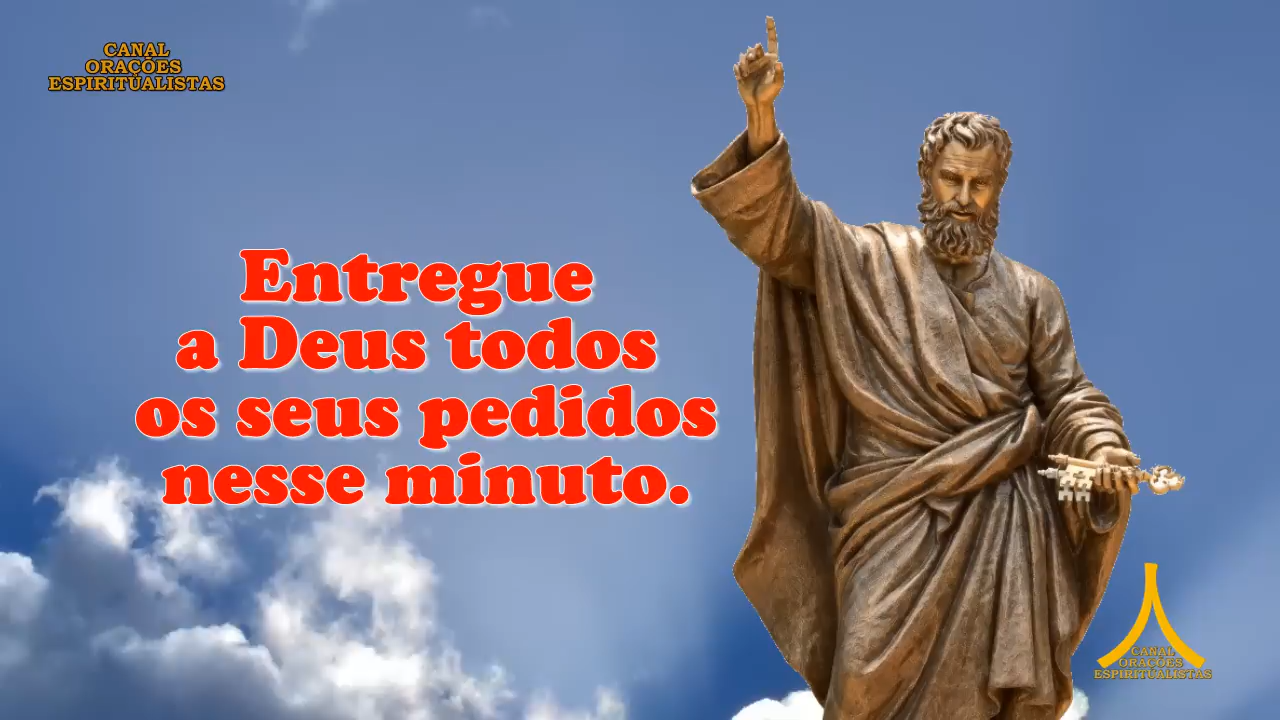 CANAL
ORAÇÕES
ESPIRITUALISTAS
Entregue
a Deus todos
os seus pedidos
nesse minuto.
CANAL
ORAÇÕES
ESPIRITUALISTAS